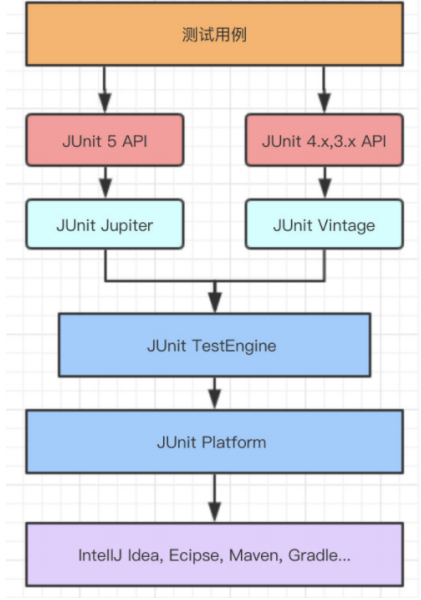 测试用例
JUnit 5 API
JUnit 4.x,3.x API
JUnit Jupiter
JUnit Vintage
JUnit TestEngine
JUnit Platform
IntellJ Idea, Ecipse, Maven, Gradle...